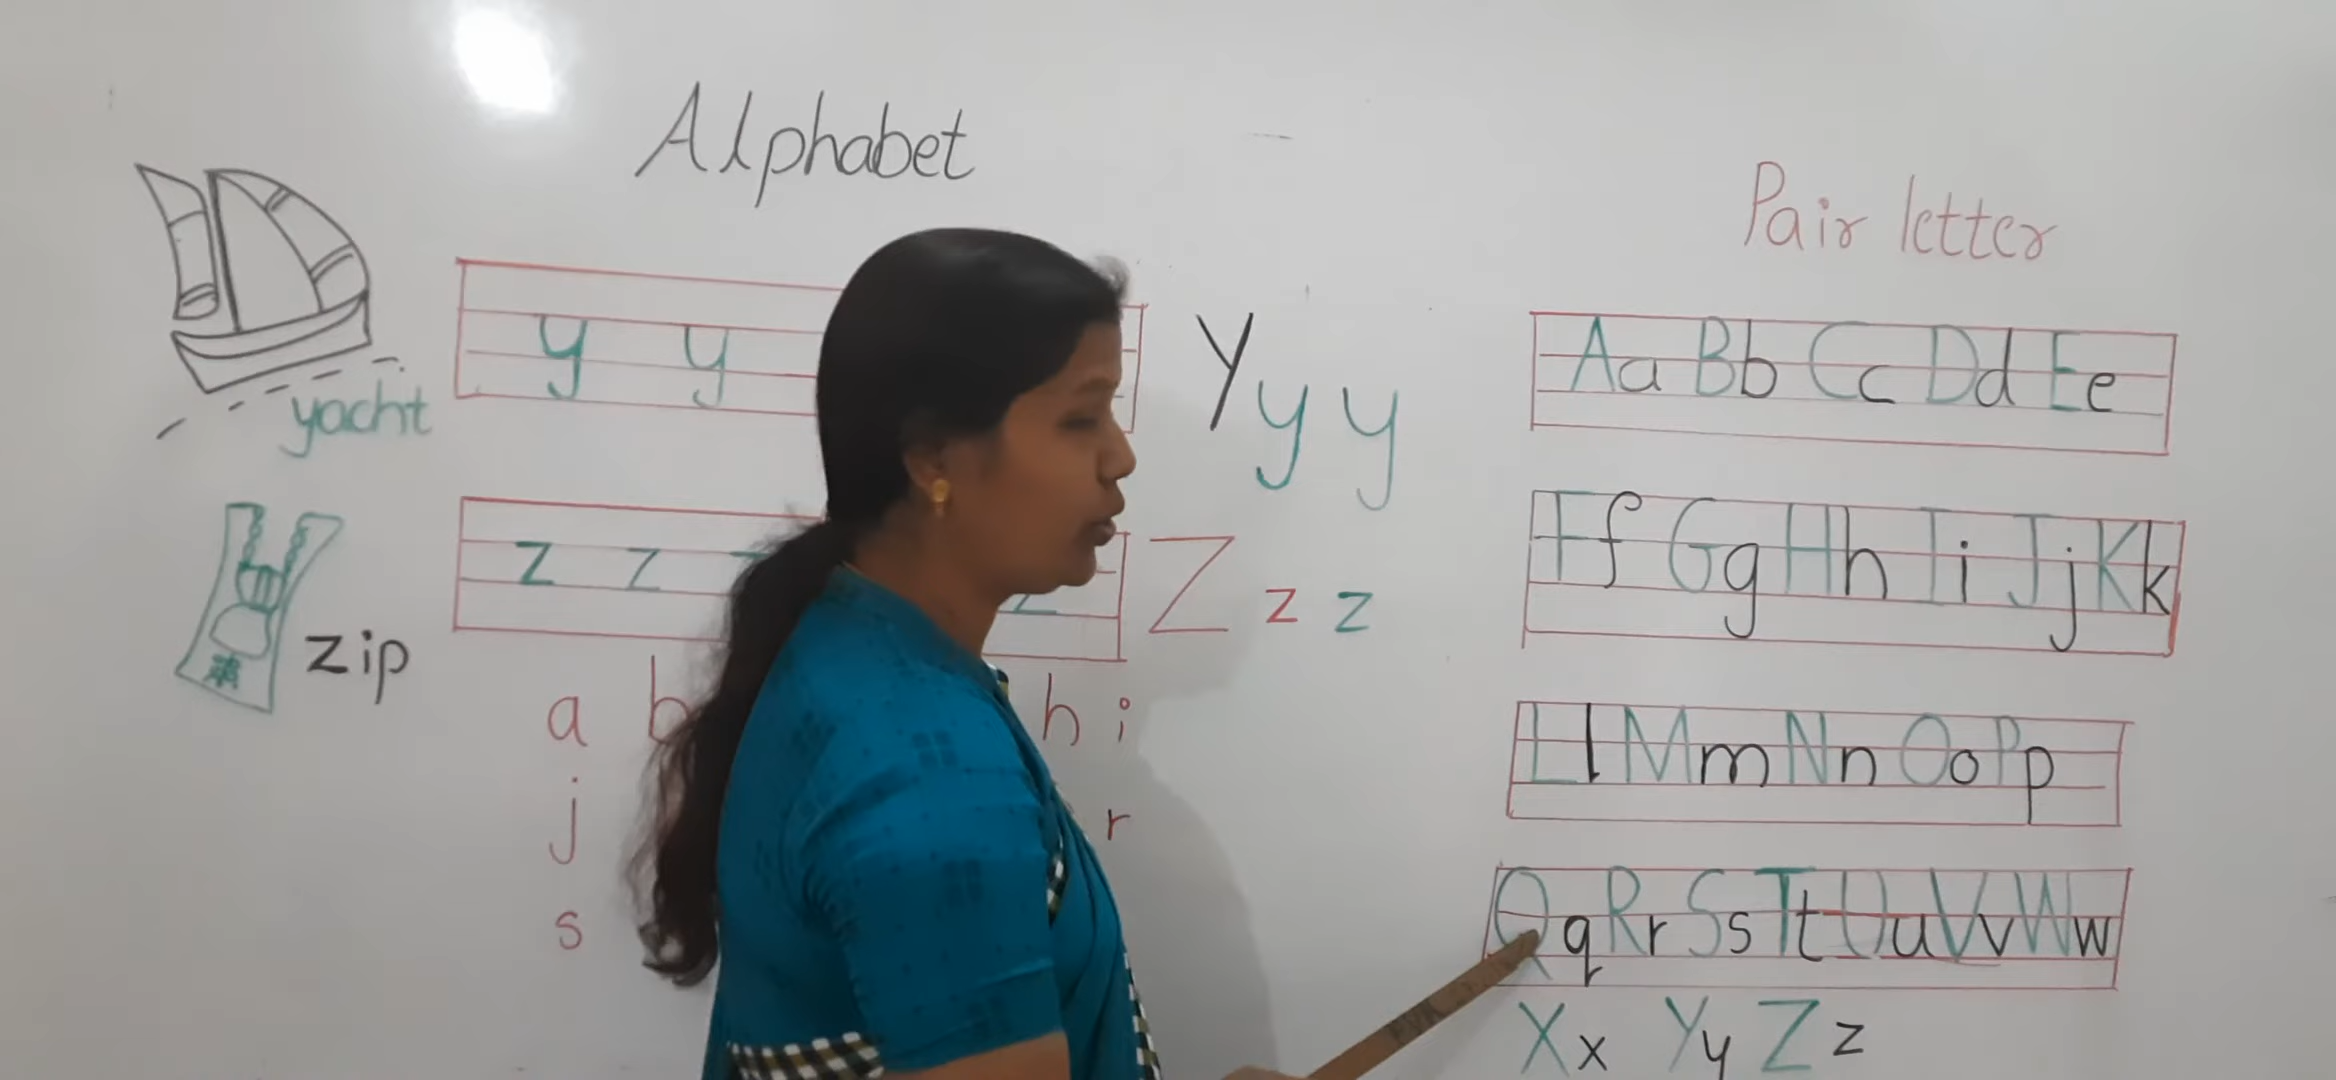 Alphabet
y y
Y y y
yacht
z z
Z z z
zip
a b h i
j r
s
Pair letter
Aa Bb Cc Dd Ee
Ff Gg Hh Ii Jj Kk
Ll Mm Nn Oo Pp
Qq Rr Ss Tt Uu Vv Ww
Xx Yy Zz